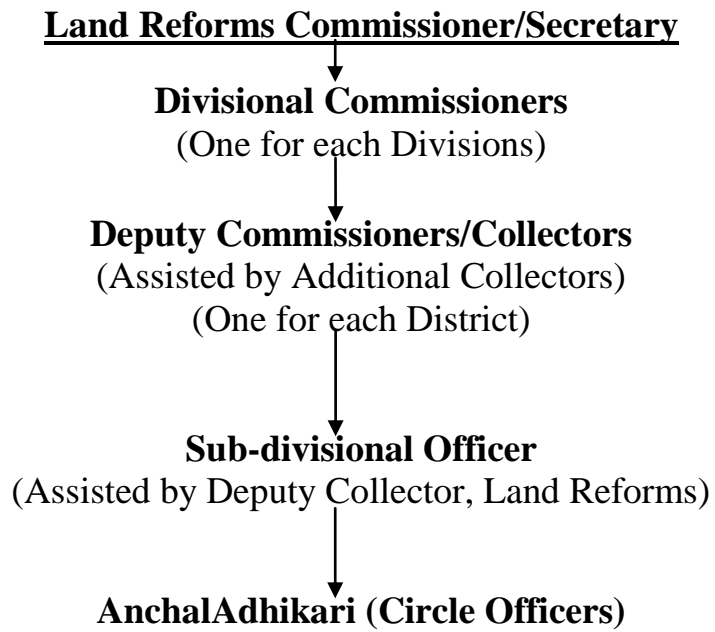 Land Reforms Commissioner/Secretary
Divisional Commissioners
(One for each Divisions)
Deputy Commissioners/Collectors
(Assisted by Additional Collectors)
(One for each District)
Sub-divisional Officer
(Assisted by Deputy Collector, Land Reforms)
AnchalAdhikari (Circle Officers)